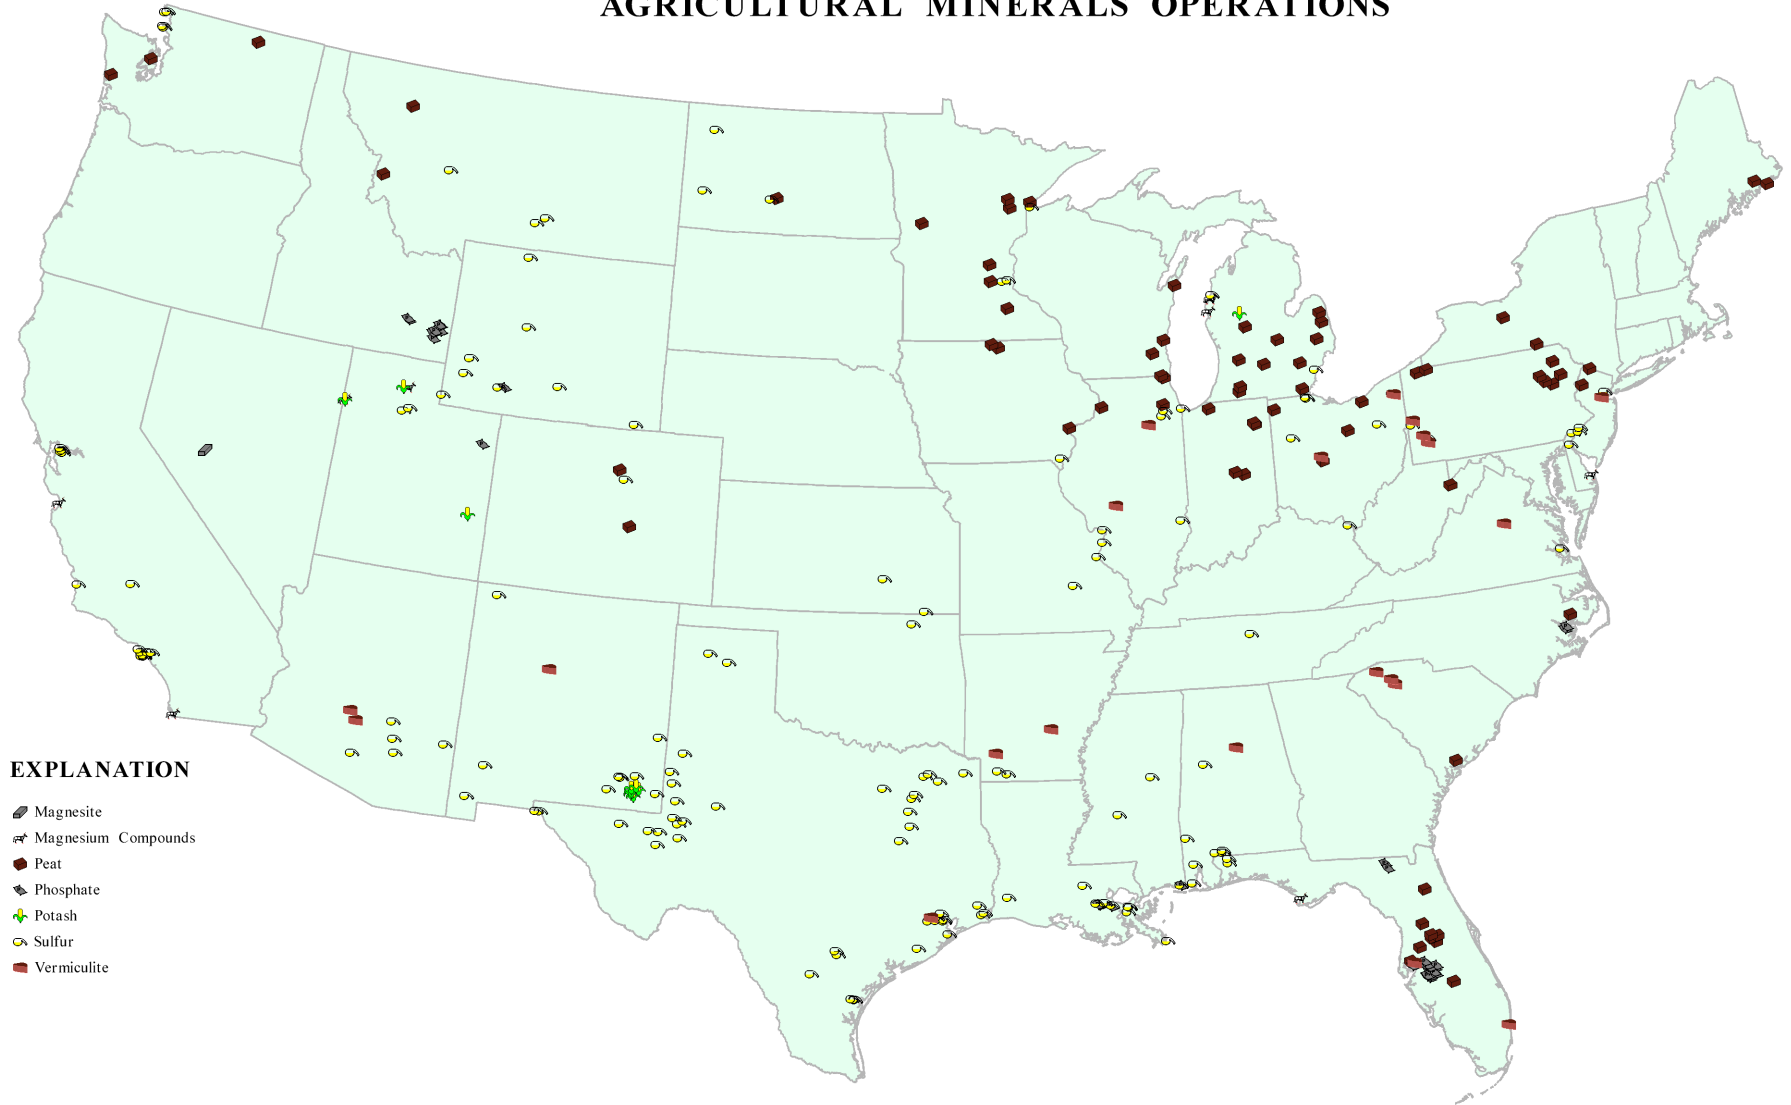 AGRICULTURAL MINERALS OPERATIONS
EXPLANATION
Magnesite
Magnesium Compounds
Peat
Phosphate
Potash
Sulfur
Vermiculite